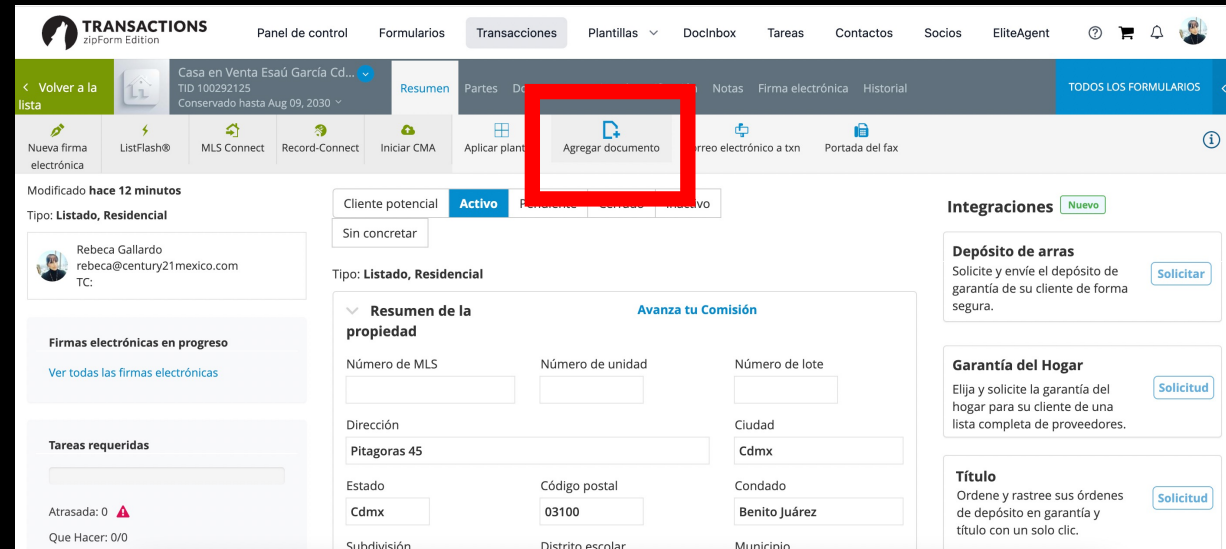 TRANSACTIONS
zipForm Edition
Panel de control Formularios Transacciones Plantillas DocInbox Tareas Contactos Socios EliteAgent
Volver a la
lista
Casa en Venta Esaú García Cd...
TID 100292125
Conservado hasta Aug 09, 2030
Resumen Partes Notas Firma electrónica Historial
TODOS LOS FORMULARIOS
Nueva firma
electrónica
ListFlash®
MLS Connect
Record-Connect
Iniciar CMA
Aplicar plant
Agregar documento
rreo electrónico a txn
Portada del fax
Modificado hace 12 minutos
Tipo: Listado, Residencial
Rebeca Gallardo
rebeca@century21mexico.com
TC:
Firmas electrónicas en progreso
Ver todas las firmas electrónicas
Tareas requeridas
Atrasada: 0
Que Hacer: 0/0
Cliente potencial Activo Pendiente Cerrado Inactivo
Sin concretar
Tipo: Listado, Residencial
Resumen de la
propiedad
Avanza tu Comisión
Número de MLS Número de unidad Número de lote
Dirección Ciudad
Pitagoras 45 Cdmx
Estado Código postal Condado
Cdmx 03100 Benito Juárez
Subdivisión Distrito escolar Municipio
Integraciones Nuevo
Depósito de arras
Solicite y envíe el depósito de
garantía de su cliente de forma
segura.
Solicitar
Garantía del Hogar
Elija y solicite la garantía del
hogar para su cliente de una
lista completa de proveedores.
Solicitud
Título
Ordene y rastree sus órdenes
de depósito en garantía y
título con un solo clic.
Solicitud